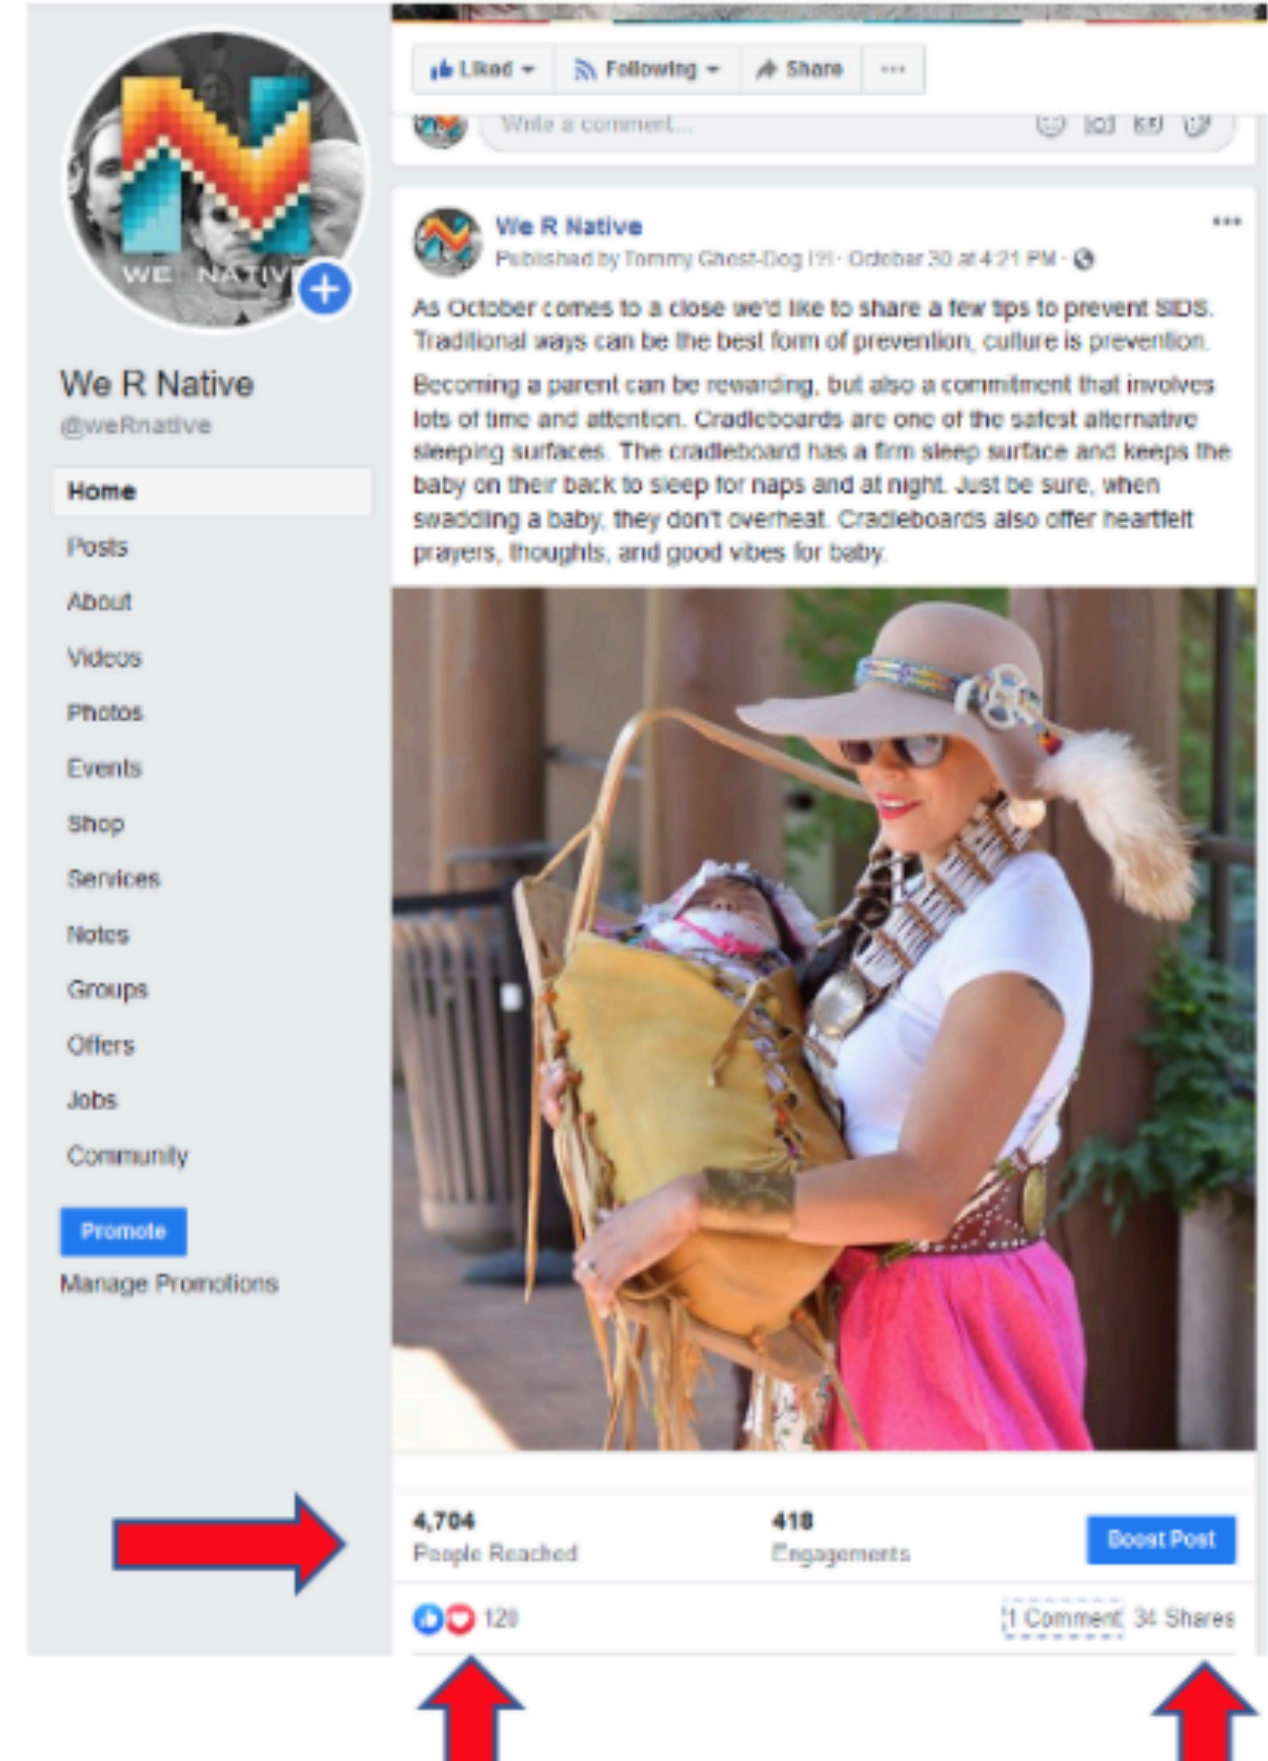 Liked
Following
Share
Write a comment...
WE NATIVE
We R Native
@weRnative
Home
Posts
About
Videos
Photos
Events
Shop
Services
Notes
Groups
Offers
Jobs
Community
Promote
Manage Promotions
We R Native
Published by Tommy Ghost-Dog [?] · October 30 at 4:21 PM ·
As October comes to a close we'd like to share a few tips to prevent SIDS.
Traditional ways can be the best form of prevention, culture is prevention.
Becoming a parent can be rewarding, but also a commitment that involves
lots of time and attention. Cradleboards are one of the safest alternative
sleeping surfaces. The cradleboard has a firm sleep surface and keeps the
baby on their back to sleep for naps and at night. Just be sure, when
swaddling a baby, they don't overheat. Cradleboards also offer heartfelt
prayers, thoughts, and good vibes for baby.
4,704
People Reached
418
Engagements
Boost Post
120
1 Comment 34 Shares